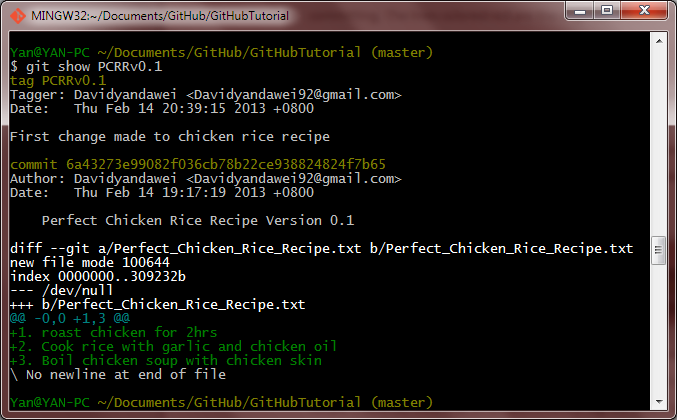 MINGW32:~/Documents/GitHub/GitHubTutorial
Yan@YAN-PC ~/Documents/GitHub/GitHubTutorial (master)
$ git show PCRRv0.1
tag PCRRv0.1
Tagger: Davidyandawei <Davidyandawei92@gmail.com>
Date:   Thu Feb 14 20:39:15 2013 +0800
First change made to chicken rice recipe
commit 6a43273e99082f036cb78b22ce938824824f7b65
Author: Davidyandawei <Davidyandawei92@gmail.com>
Date:   Thu Feb 14 19:17:19 2013 +0800
    Perfect Chicken Rice Recipe Version 0.1
diff --git a/Perfect_Chicken_Rice_Recipe.txt b/Perfect_Chicken_Rice_Recipe.txt
new file mode 100644
index 0000000..309232b
--- /dev/null
+++ b/Perfect_Chicken_Rice_Recipe.txt
@@ -0,0 +1,3 @@
+1. roast chicken for 2hrs
+2. Cook rice with garlic and chicken oil
+3. Boil chicken soup with chicken skin
\ No newline at end of file
Yan@YAN-PC ~/Documents/GitHub/GitHubTutorial (master)